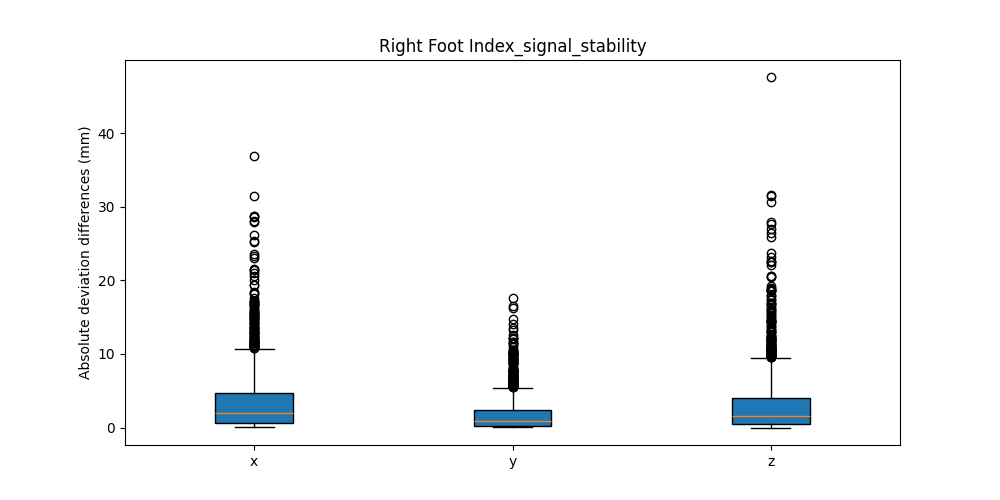 Right Foot Index_signal_stability
Absolute deviation differences (mm)
40
30
20
10
0
x
y
z